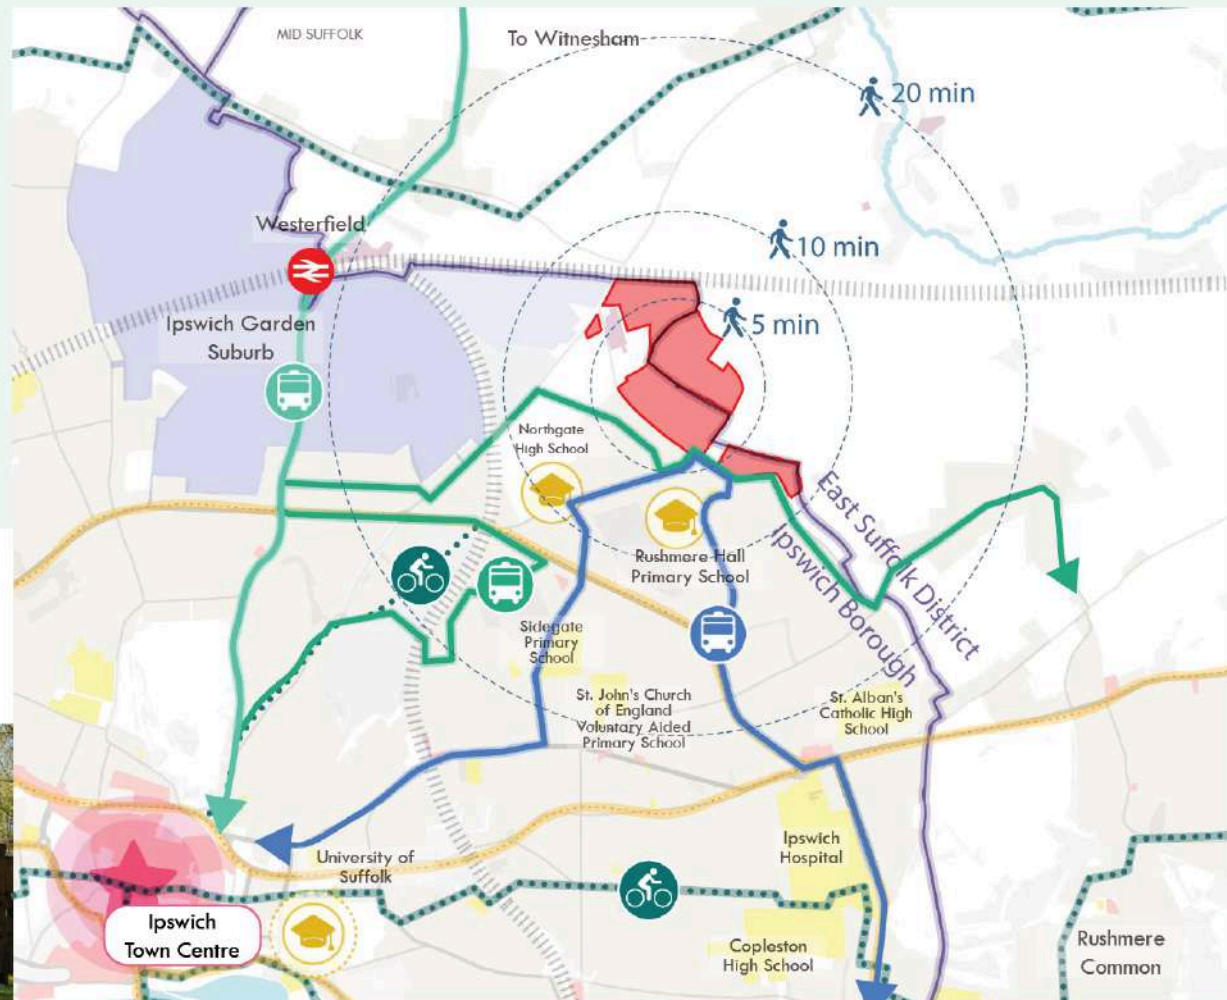 MID SUFFOLK
To Witnesham
20 min
Westerfield
10 min
5 min
Ipswich Garden
Suburb
Northgate
High School
East Suffolk District
Ipswich Borough
Rushmere Hall
Primary School
Sidegate
Primary
School
St. John's Church
of England
Voluntary Aided
Primary School
St. Alban's
Catholic High
School
Ipswich
Hospital
University of
Suffolk
Ipswich
Town Centre
Copleston
High School
Rushmere
Common